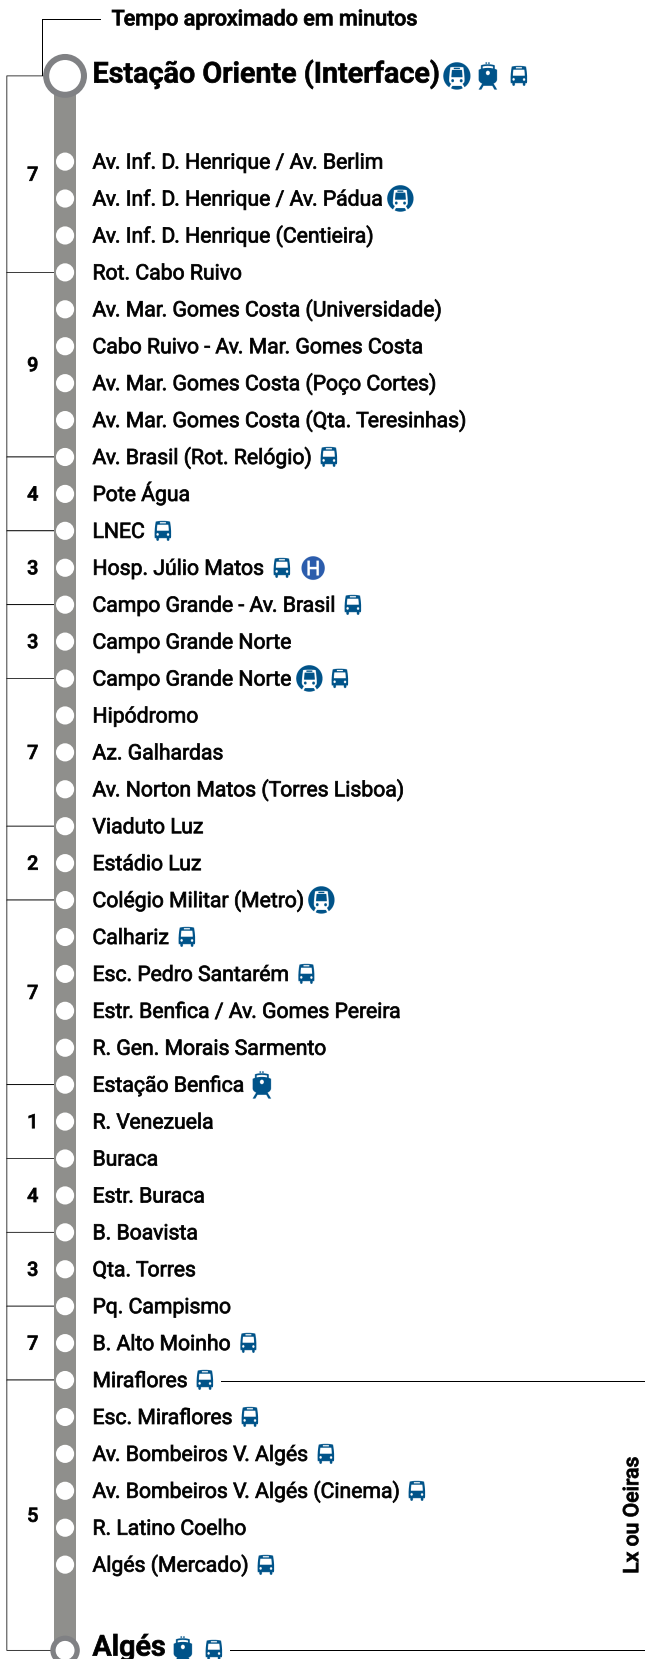 Tempo aproximado em minutos
Estação Oriente (Interface)
Av. Inf. D. Henrique / Av. Berlim
7
Av. Inf. D. Henrique / Av. Pádua
Av. Inf. D. Henrique (Centieira)
Rot. Cabo Ruivo
Av. Mar. Gomes Costa (Universidade)
Cabo Ruivo - Av. Mar. Gomes Costa
9
Av. Mar. Gomes Costa (Poço Cortes)
Av. Mar. Gomes Costa (Qta. Teresinhas)
Av. Brasil (Rot. Relógio)
4 Pote Água
LNEC
3 Hosp. Júlio Matos H
Campo Grande - Av. Brasil
3 Campo Grande Norte
Campo Grande Norte
Hipódromo
7 Az. Galhardas
Av. Norton Matos (Torres Lisboa)
Viaduto Luz
2 Estádio Luz
Colégio Militar (Metro)
Calhariz
Esc. Pedro Santarém
7
Estr. Benfica / Av. Gomes Pereira
R. Gen. Morais Sarmento
Estação Benfica
1 R. Venezuela
Buraca
4 Estr. Buraca
B. Boavista
3 Qta. Torres
Pq. Campismo
7 B. Alto Moinho
Miraflores
Esc. Miraflores
Av. Bombeiros V. Algés
Av. Bombeiros V. Algés (Cinema)
5
R. Latino Coelho
Algés (Mercado)
Algés
Lx ou Oeiras